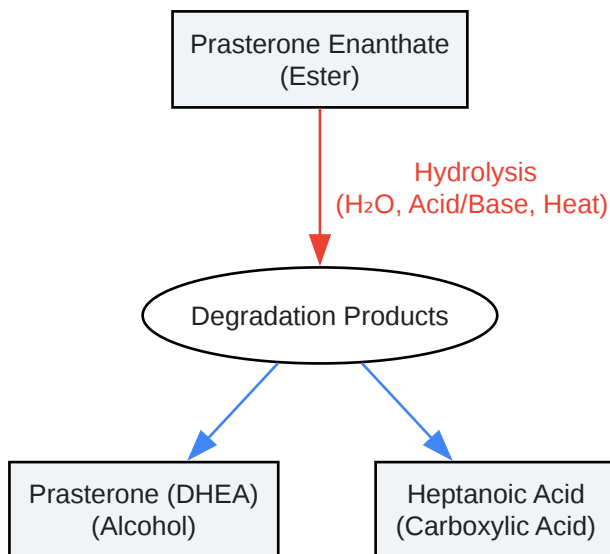 Prasterone Enanthate
(Ester)
Hydrolysis
(H₂O, Acid/Base, Heat)
Degradation Products
Prasterone (DHEA)
(Alcohol)
Heptanoic Acid
(Carboxylic Acid)